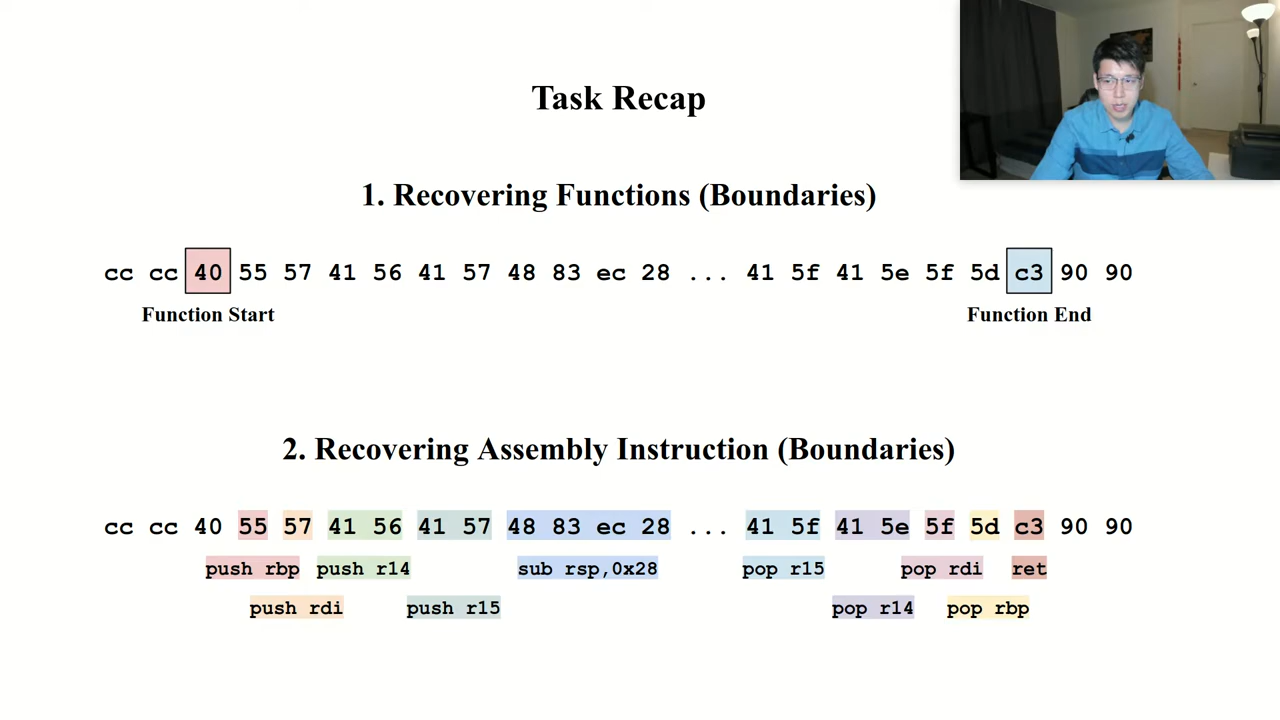 Task Recap
1. Recovering Functions (Boundaries)
cc cc 40 55 57 41 56 41 57 48 83 ec 28 ... 41 5f 41 5e 5f 5d c3 90 90
Function Start Function End
2. Recovering Assembly Instruction (Boundaries)
cc cc 40 55 57 41 56 41 57 48 83 ec 28 ... 41 5f 41 5e 5f 5d c3 90 90
push rbp push r14 sub rsp,0x28 pop r15 pop rdi ret
push rdi push r15 pop r14 pop rbp